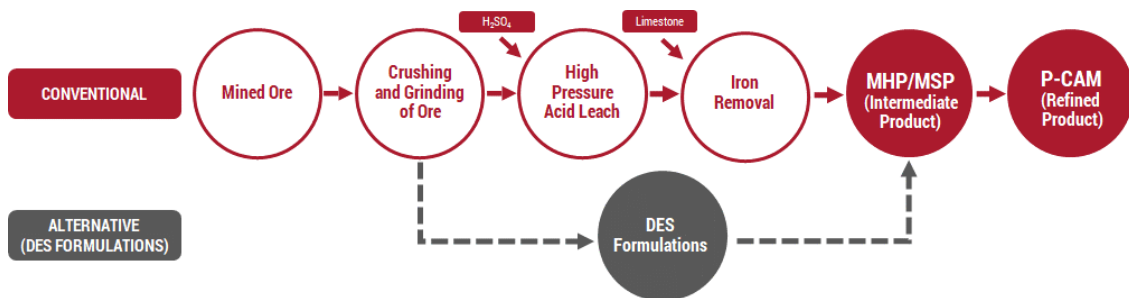 H₂SO₄
Limestone
CONVENTIONAL
Mined Ore
Crushing
and Grinding
of Ore
High
Pressure
Acid Leach
Iron
Removal
MHP/MSP
(Intermediate
Product)
P-CAM
(Refined
Product)
ALTERNATIVE
(DES FORMULATIONS)
DES
Formulations